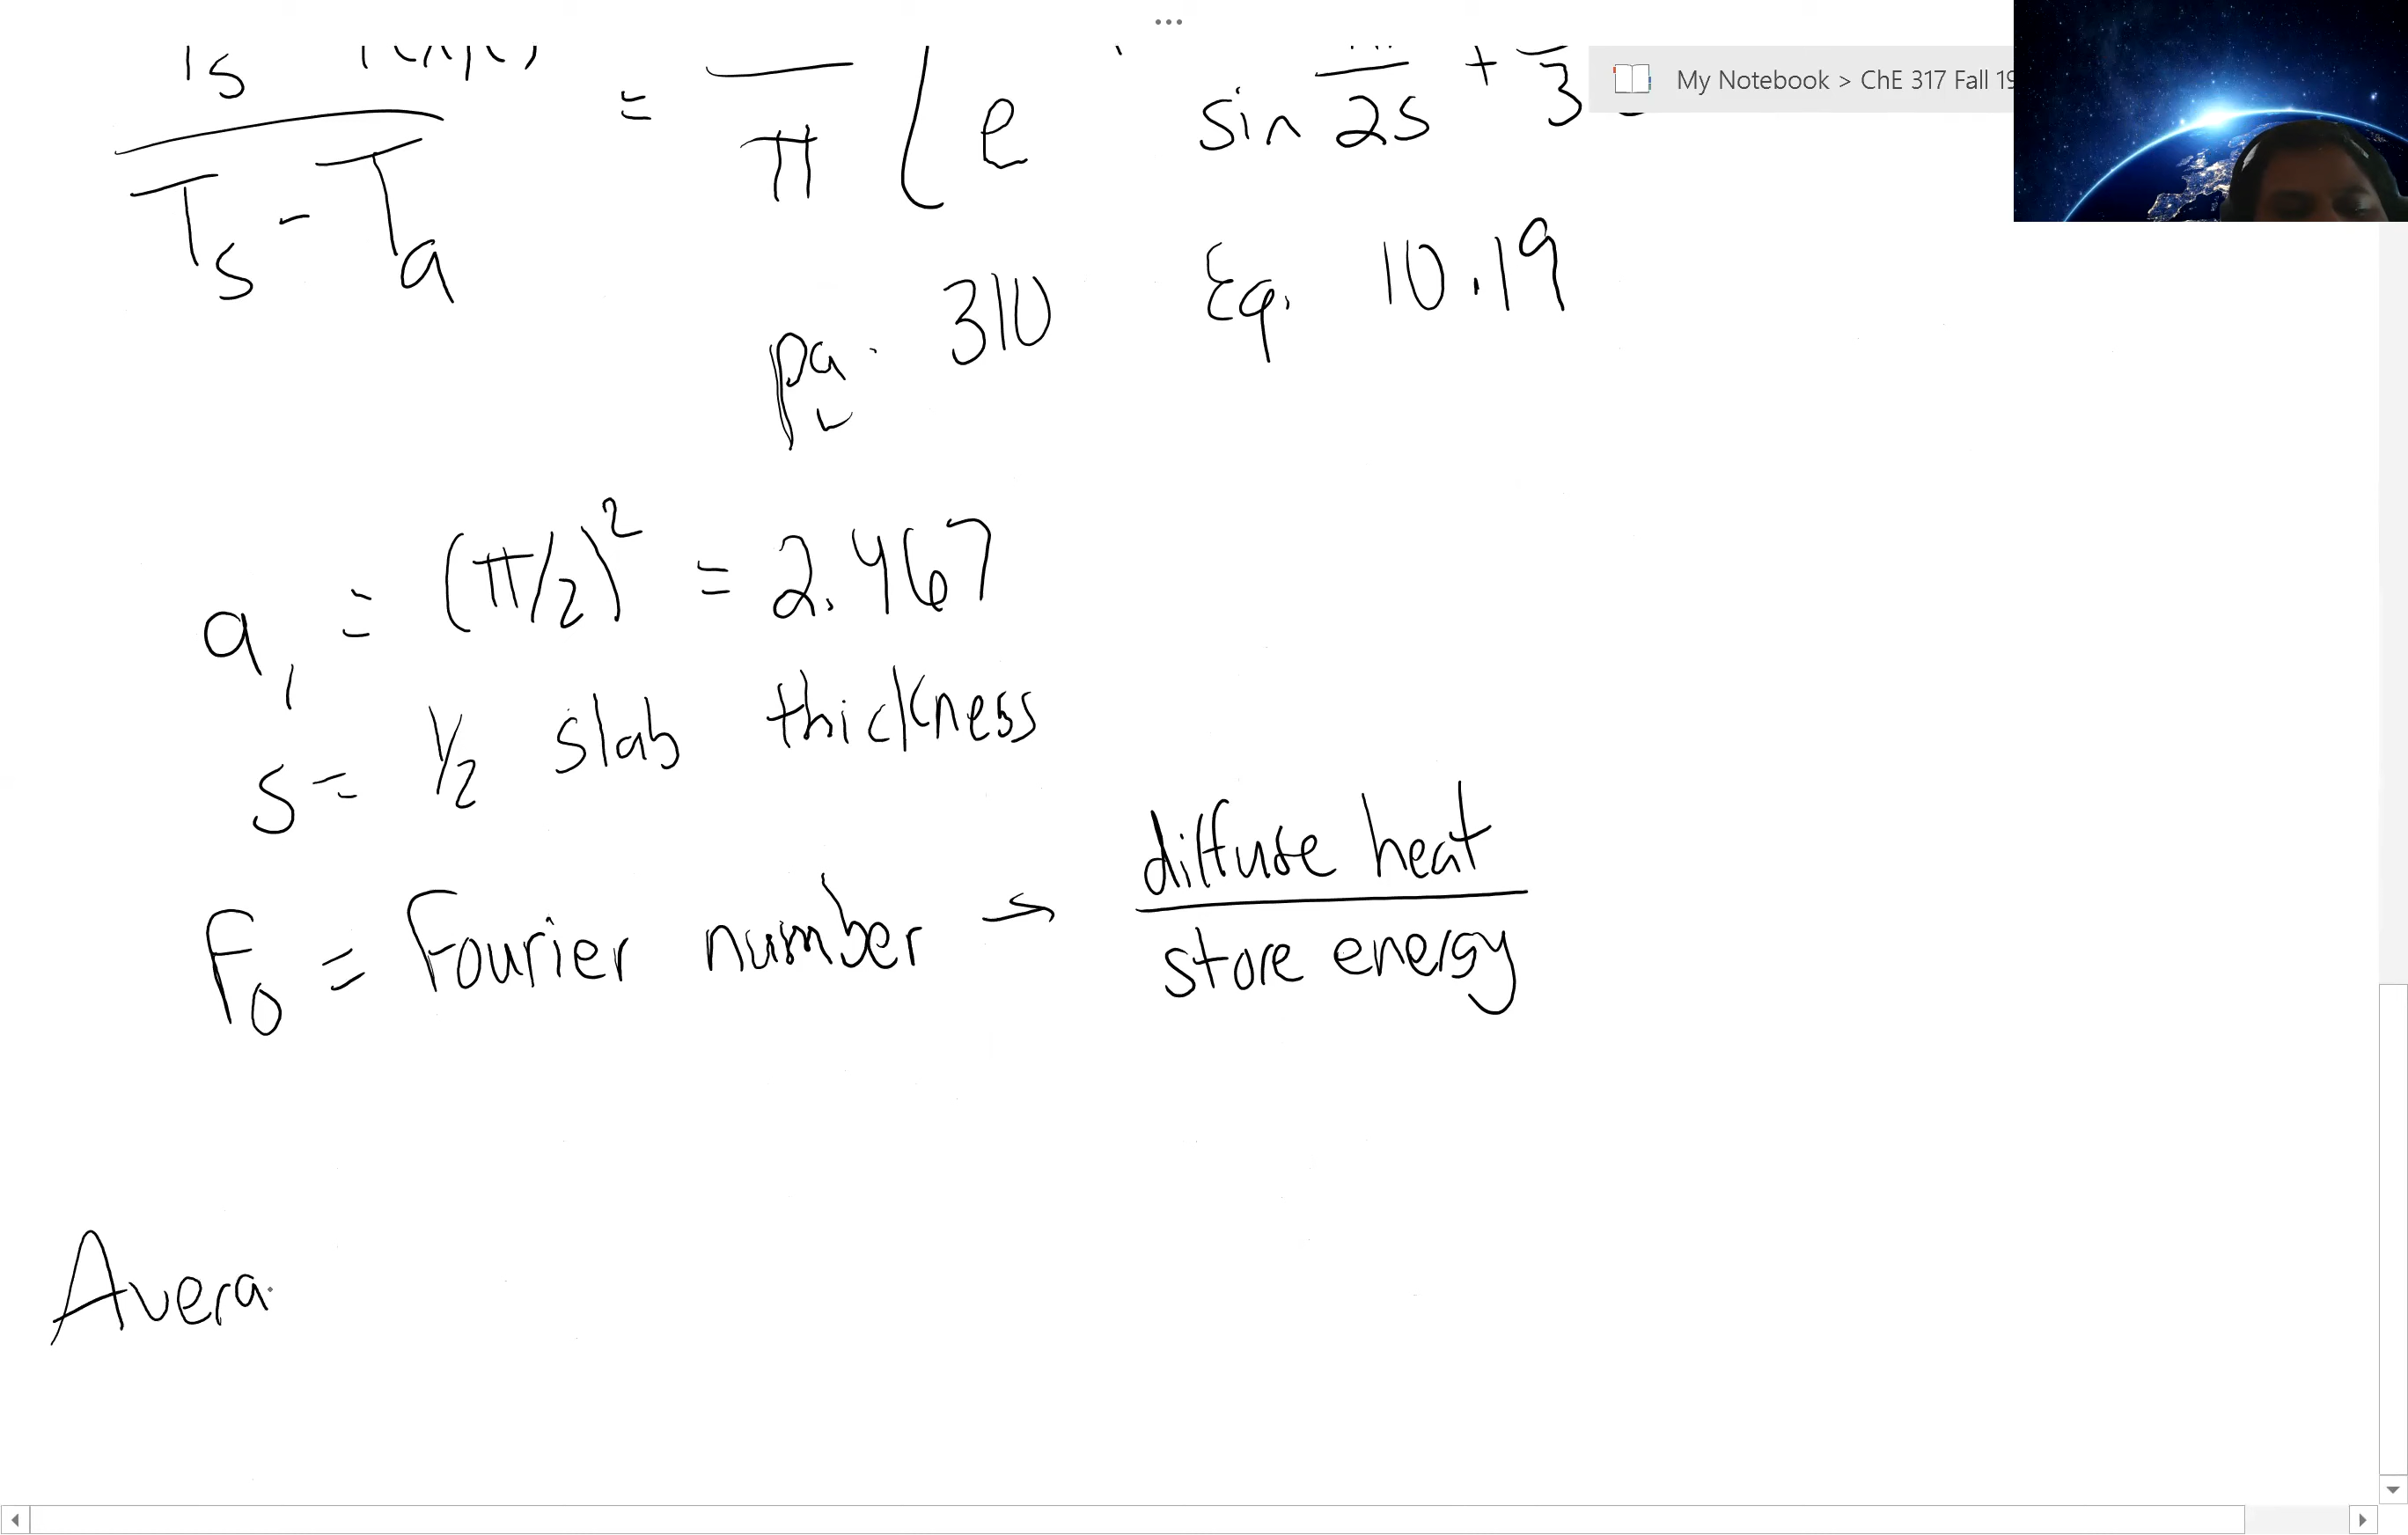 My Notebook > ChE 317 Fall 19
Ts
= π ( e sin 2s + 3
Ts - Ta
Eq. 10.19
pg. 310
a₁ = (π/2)² = 2.467
s = 1/2 slab thickness
F₀ = Fourier number → diffuse heat
store energy
Avera